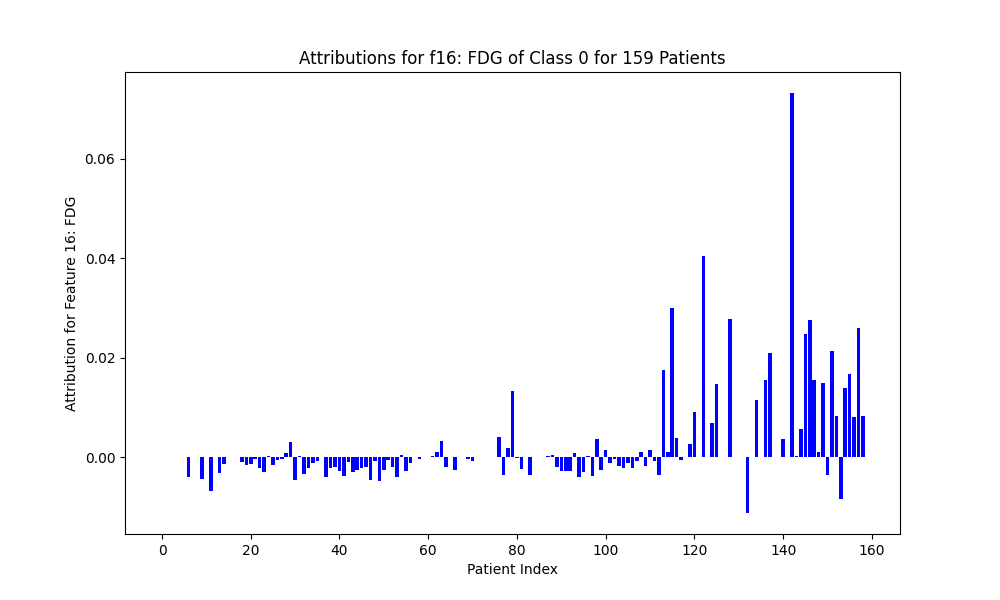 Attributions for f16: FDG of Class 0 for 159 Patients
Attribution for Feature 16: FDG
0.06
0.04
0.02
0.00
0 20 40 60 80 100 120 140 160
Patient Index